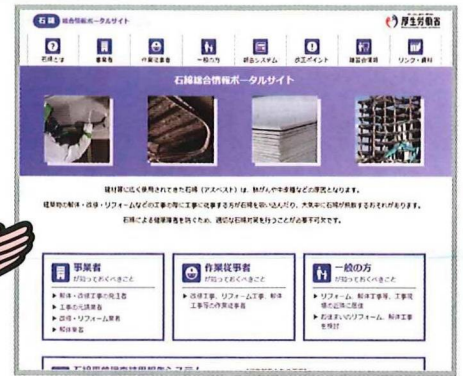 石綿 総合情報ポータルサイト
厚生労働省
石綿とは
事業者
作業従事者
一般の方
報告システム
改正ポイント
講習会情報
リンク・資料
石綿総合情報ポータルサイト
建材等に広く使用されてきた石綿（アスベスト）は、肺がんや中皮腫などの原因となります。
建築物の解体・改修・リフォームなどの工事の際に工事に従事する方が石綿を吸い込んだり、大気中に石綿が飛散するおそれがあります。
石綿による健康障害を防ぐため、適切な石綿対策を行うことが必要不可欠です。
事業者
が知っておくべきこと
▶ 解体・改修工事の発注者
▶ 工事の元請業者
▶ 改修・リフォーム業者
▶ 解体業者
作業従事者
が知っておくべきこと
▶ 改修工事、リフォーム工事、解体
工事等の作業従事者
一般の方
が知っておくべきこと
▶ リフォーム、解体工事等、工事現
場の近隣に居住
▶ お住まいのリフォーム、解体工事
を検討